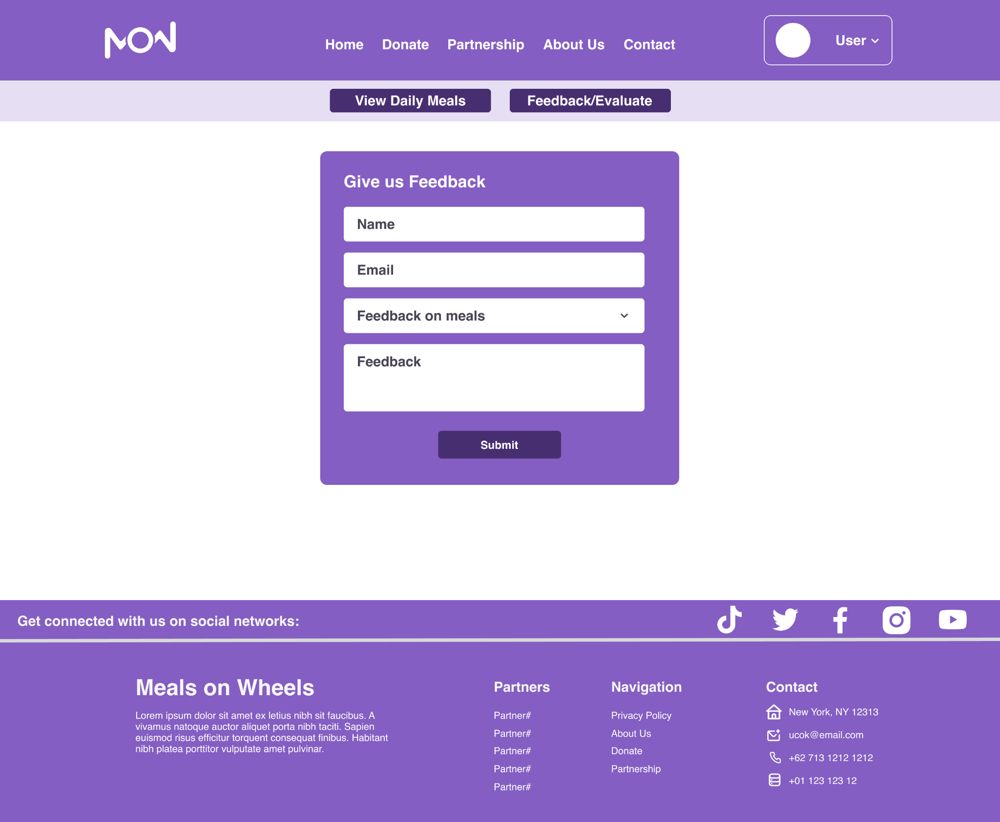 MOW
Home Donate Partnership About Us Contact
User
View Daily Meals Feedback/Evaluate
Give us Feedback
Name
Email
Feedback on meals
Feedback
Submit
Get connected with us on social networks:
Meals on Wheels
Lorem ipsum dolor sit amet ex letius nibh sit faucibus. A
vivamus natoque auctor aliquet porta nibh taciti. Sapien
euismod risus efficitur torquent consequat finibus. Habitant
nibh platea porttitor vulputate amet pulvinar.
Partners
Partner#
Partner#
Partner#
Partner#
Partner#
Navigation
Privacy Policy
About Us
Donate
Partnership
Contact
New York, NY 12313
ucok@email.com
+62 713 1212 1212
+01 123 123 12